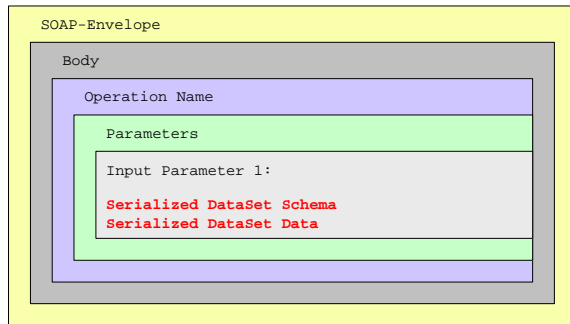 SOAP-Envelope
Body
Operation Name
Parameters
Input Parameter 1:
Serialized DataSet Schema
Serialized DataSet Data